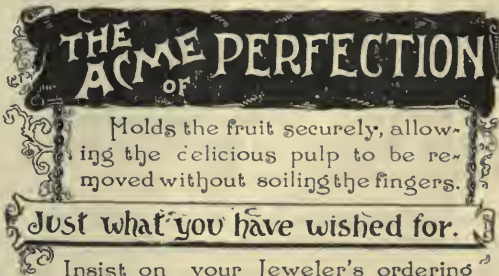 THE
ACME OF PERFECTION
Holds the fruit securely, allow-
ing the delicious pulp to be re-
moved without soiling the fingers.
Just what you have wished for.
Insist on your Jeweler's ordering